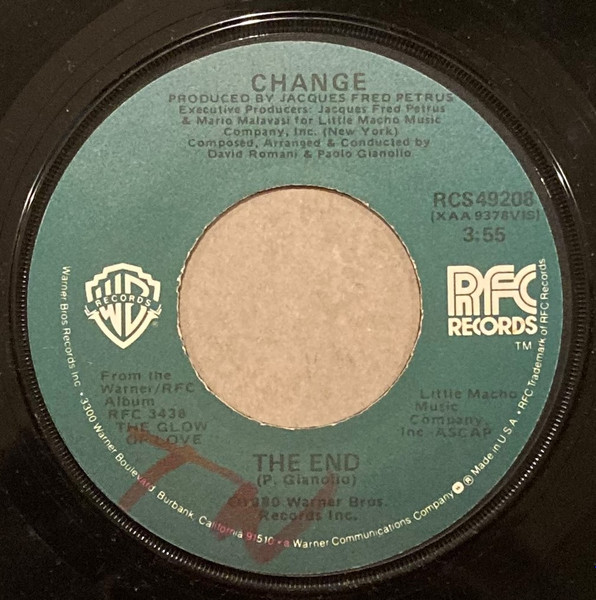 CHANGE
PRODUCED BY JACQUES FRED PETRUS
Executive Producers: Jacques Fred Petrus
& Mario Malavasi for Little Macho Music
Company, Inc. (New York)
Composed, Arranged & Conducted by
David Romani & Paolo Gianolio
RCS49208
(XAA 9378VIS)
3:55
WB
RECORDS
®
RFC
RECORDS
TM
From the
Warner/RFC
Album
RFC 3438
THE GLOW
OF LOVE
Little Macho
Music
Company,
Inc.-ASCAP
THE END
(P. Gianolio)
©1980 Warner Bros.
Records Inc.
Warner Bros Records Inc. • 3300 Warner Boulevard, Burbank, California 91510 • a Warner Communications Company ® Made in U.S.A. • RFC Trademark of RFC Records